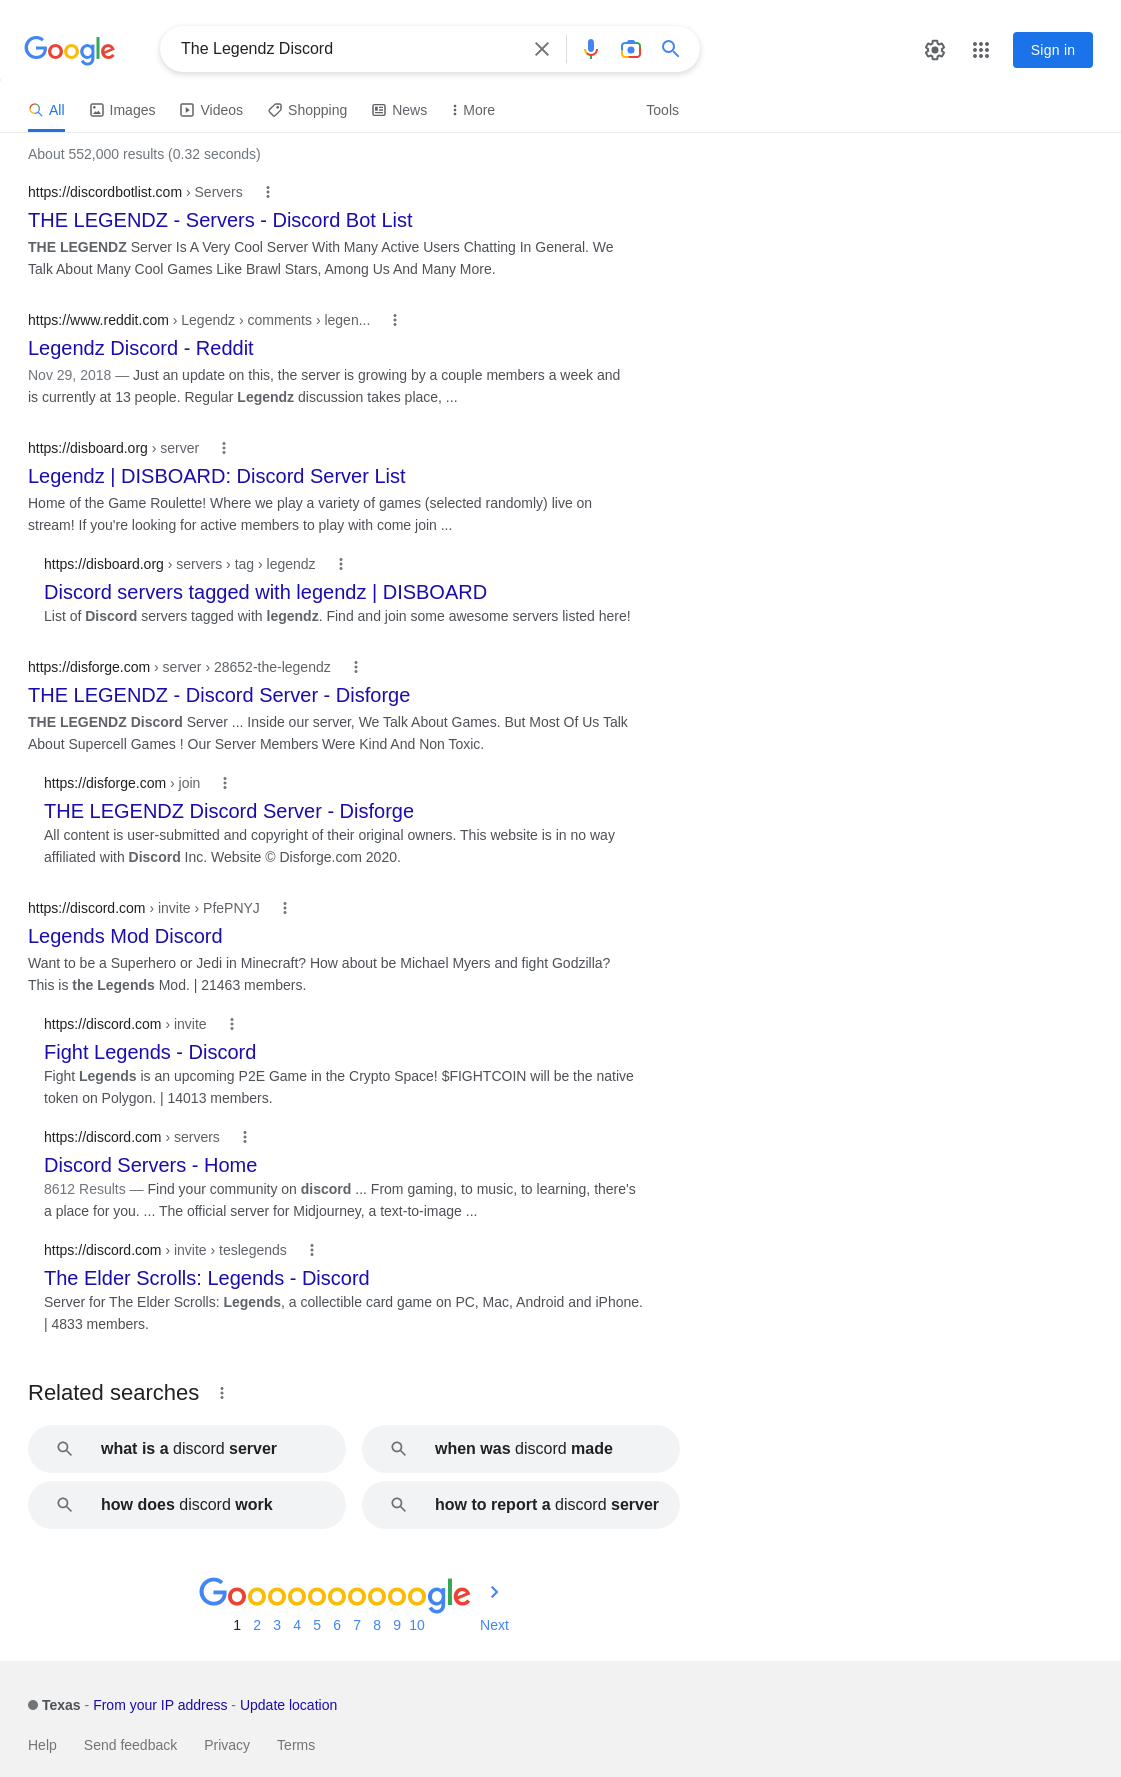 Google
The Legendz Discord
Sign in
All Images Videos Shopping News More Tools
About 552,000 results (0.32 seconds)
https://discordbotlist.com › Servers
THE LEGENDZ - Servers - Discord Bot List
THE LEGENDZ Server Is A Very Cool Server With Many Active Users Chatting In General. We
Talk About Many Cool Games Like Brawl Stars, Among Us And Many More.
https://www.reddit.com › Legendz › comments › legen...
Legendz Discord - Reddit
Nov 29, 2018 — Just an update on this, the server is growing by a couple members a week and
is currently at 13 people. Regular Legendz discussion takes place, ...
https://disboard.org › server
Legendz | DISBOARD: Discord Server List
Home of the Game Roulette! Where we play a variety of games (selected randomly) live on
stream! If you're looking for active members to play with come join ...
https://disboard.org › servers › tag › legendz
Discord servers tagged with legendz | DISBOARD
List of Discord servers tagged with legendz. Find and join some awesome servers listed here!
https://disforge.com › server › 28652-the-legendz
THE LEGENDZ - Discord Server - Disforge
THE LEGENDZ Discord Server ... Inside our server, We Talk About Games. But Most Of Us Talk
About Supercell Games ! Our Server Members Were Kind And Non Toxic.
https://disforge.com › join
THE LEGENDZ Discord Server - Disforge
All content is user-submitted and copyright of their original owners. This website is in no way
affiliated with Discord Inc. Website © Disforge.com 2020.
https://discord.com › invite › PfePNYJ
Legends Mod Discord
Want to be a Superhero or Jedi in Minecraft? How about be Michael Myers and fight Godzilla?
This is the Legends Mod. | 21463 members.
https://discord.com › invite
Fight Legends - Discord
Fight Legends is an upcoming P2E Game in the Crypto Space! $FIGHTCOIN will be the native
token on Polygon. | 14013 members.
https://discord.com › servers
Discord Servers - Home
8612 Results — Find your community on discord ... From gaming, to music, to learning, there's
a place for you. ... The official server for Midjourney, a text-to-image ...
https://discord.com › invite › teslegends
The Elder Scrolls: Legends - Discord
Server for The Elder Scrolls: Legends, a collectible card game on PC, Mac, Android and iPhone.
| 4833 members.
Related searches
what is a discord server
when was discord made
how does discord work
how to report a discord server
Goooooooooogle
1 2 3 4 5 6 7 8 9 10 Next
Texas - From your IP address - Update location
Help Send feedback Privacy Terms